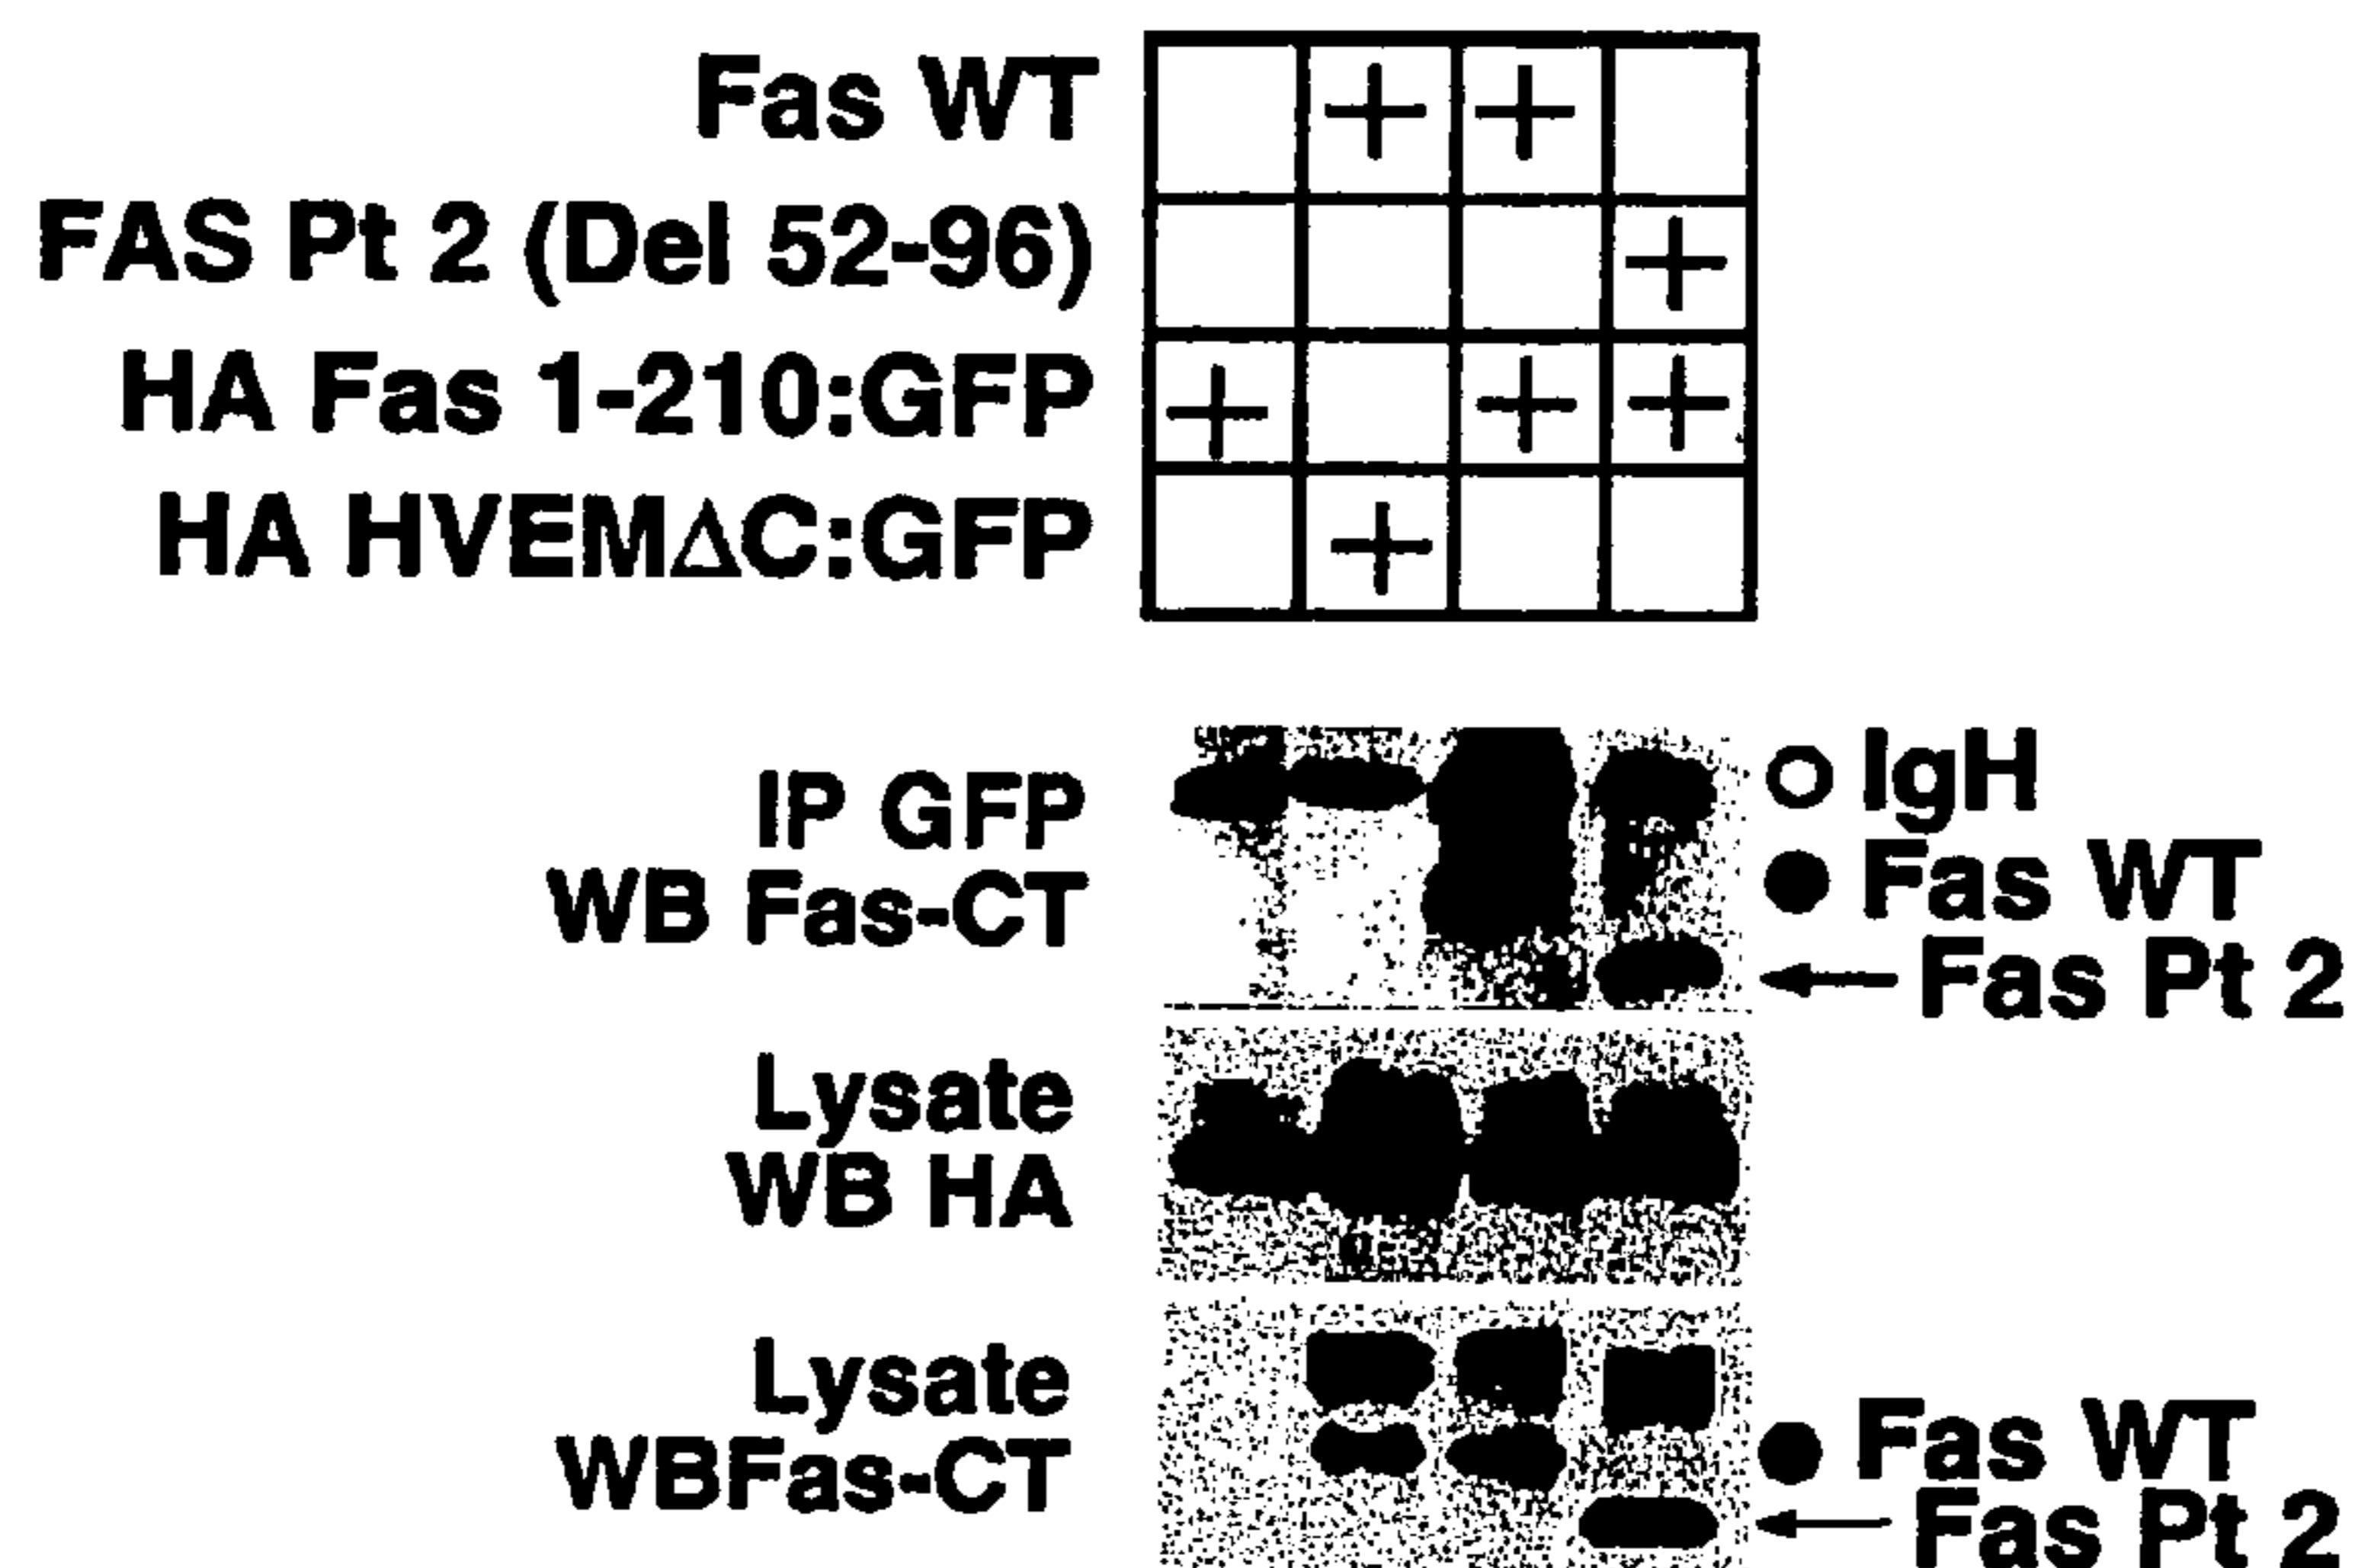 Fas WT + +
FAS Pt 2 (Del 52-96) +
HA Fas 1-210:GFP + + +
HA HVEMΔC:GFP +
IP GFP
WB Fas-CT
IgH
Fas WT
Fas Pt 2
Lysate
WB HA
Lysate
WBFas-CT
Fas WT
Fas Pt 2